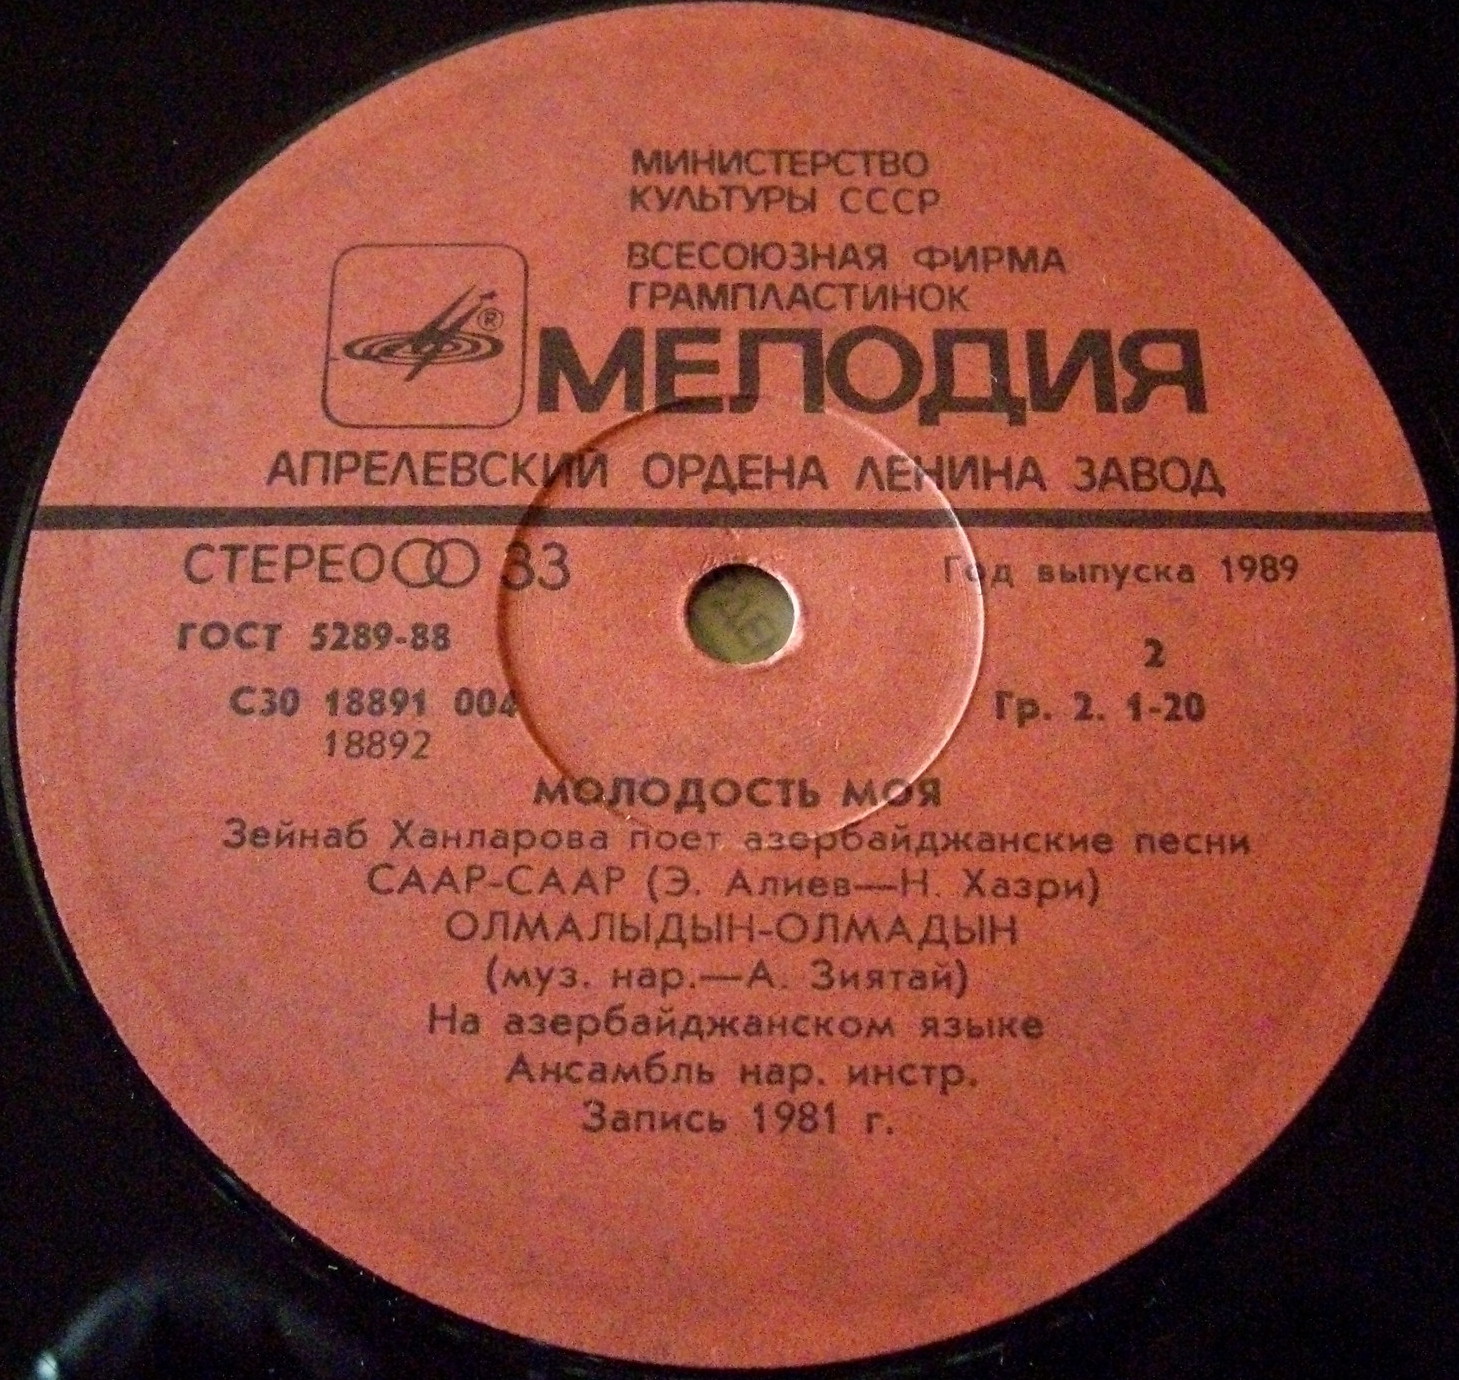 МИНИСТЕРСТВО
КУЛЬТУРЫ СССР
ВСЕСОЮЗНАЯ ФИРМА
ГРАМПЛАСТИНОК
®
МЕЛОДИЯ
АПРЕЛЕВСКИЙ ОРДЕНА ЛЕНИНА ЗАВОД
СТЕРЕО 33
Год выпуска 1989
ГОСТ 5289-88
2
С30 18891 004
Гр. 2. 1-20
18892
МОЛОДОСТЬ МОЯ
Зейнаб Ханларова поет азербайджанские песни
СААР-СААР (Э. Алиев—Н. Хазри)
ОЛМАЛЫДЫН-ОЛМАДЫН
(муз. нар.—А. Зиятай)
На азербайджанском языке
Ансамбль нар. инстр.
Запись 1981 г.